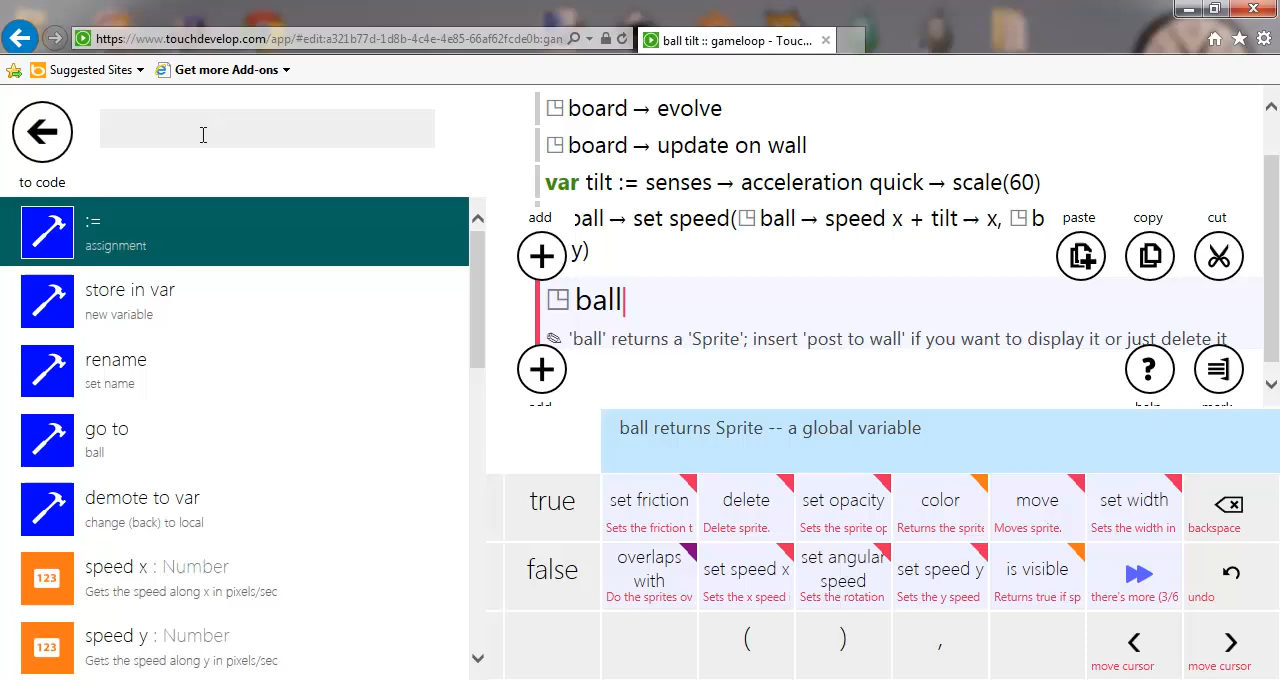 https://www.touchdevelop.com/app/#edit:a321b77d-1d8b-4c4e-4e85-66af62fcde0b:gan
ball tilt :: gameloop - Touc...
Suggested Sites
Get more Add-ons
to code
:=
assignment
store in var
new variable
rename
set name
go to
ball
demote to var
change (back) to local
speed x : Number
Gets the speed along x in pixels/sec
speed y : Number
Gets the speed along y in pixels/sec
board → evolve
board → update on wall
var tilt := senses → acceleration quick → scale(60)
add
ball → set speed(ball → speed x + tilt → x, b
y)
paste
copy
cut
ball
'ball' returns a 'Sprite'; insert 'post to wall' if you want to display it or just delete it
ball returns Sprite -- a global variable
true
set friction
Sets the friction t
delete
Delete sprite.
set opacity
Sets the sprite op
color
Returns the sprite
move
Moves sprite.
set width
Sets the width in
backspace
false
overlaps with
Do the sprites ov
set speed x
Sets the x speed
set angular speed
Sets the rotation
set speed y
Sets the y speed
is visible
Returns true if sp
there's more (3/6
undo
(
)
,
move cursor
move cursor